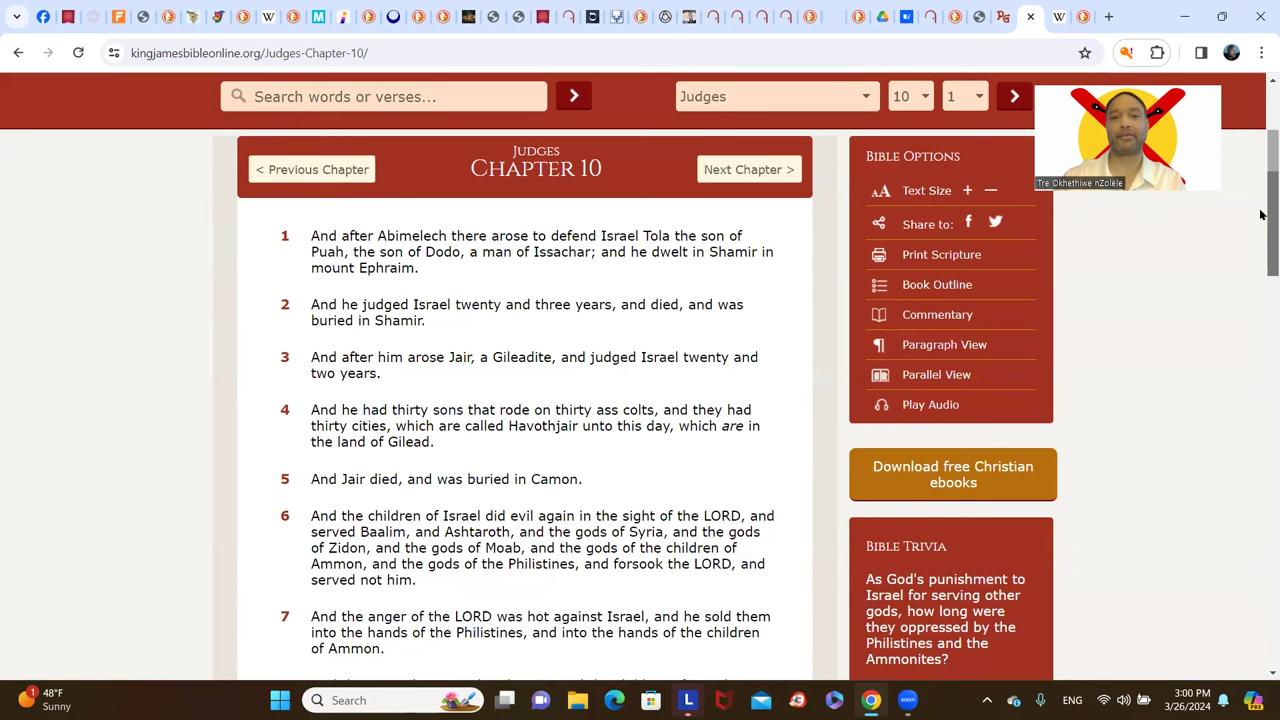 kingjamesbibleonline.org/Judges-Chapter-10/
Search words or verses...
Judges
10
1
< Previous Chapter
Judges
Chapter 10
Next Chapter >
1 And after Abimelech there arose to defend Israel Tola the son of
Puah, the son of Dodo, a man of Issachar; and he dwelt in Shamir in
mount Ephraim.
2 And he judged Israel twenty and three years, and died, and was
buried in Shamir.
3 And after him arose Jair, a Gileadite, and judged Israel twenty and
two years.
4 And he had thirty sons that rode on thirty ass colts, and they had
thirty cities, which are called Havothjair unto this day, which are in
the land of Gilead.
5 And Jair died, and was buried in Camon.
6 And the children of Israel did evil again in the sight of the LORD, and
served Baalim, and Ashtaroth, and the gods of Syria, and the gods
of Zidon, and the gods of Moab, and the gods of the children of
Ammon, and the gods of the Philistines, and forsook the LORD, and
served not him.
7 And the anger of the LORD was hot against Israel, and he sold them
into the hands of the Philistines, and into the hands of the children
of Ammon.
Bible Options
AA Text Size + −
Share to:
Print Scripture
Book Outline
Commentary
Paragraph View
Parallel View
Play Audio
Download free Christian
ebooks
Bible Trivia
As God's punishment to
Israel for serving other
gods, how long were
they oppressed by the
Philistines and the
Ammonites?
Tre Okhethiwe nZolele
1
48°F
Sunny
Search
ENG
3:00 PM
3/26/2024